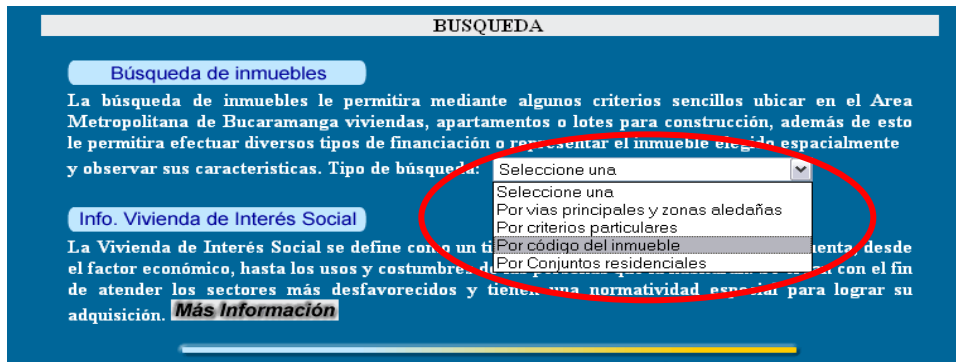 BUSQUEDA
Búsqueda de inmuebles
La búsqueda de inmuebles le permitira mediante algunos criterios sencillos ubicar en el Area
Metropolitana de Bucaramanga viviendas, apartamentos o lotes para construcción, además de esto
le permitira efectuar diversos tipos de financiación o representar el inmueble elegido espacialmente
y observar sus caracteristicas. Tipo de búsqueda: Seleccione una
Seleccione una
Por vias principales y zonas aledañas
Por criterios particulares
Por código del inmueble
Por Conjuntos residenciales
Info. Vivienda de Interés Social
La Vivienda de Interés Social se define como un desde
el factor económico, hasta los usos y costumbres con el fin
de atender los sectores más desfavorecidos y tienen una normatividad especial para lograr su
adquisición. Más Información